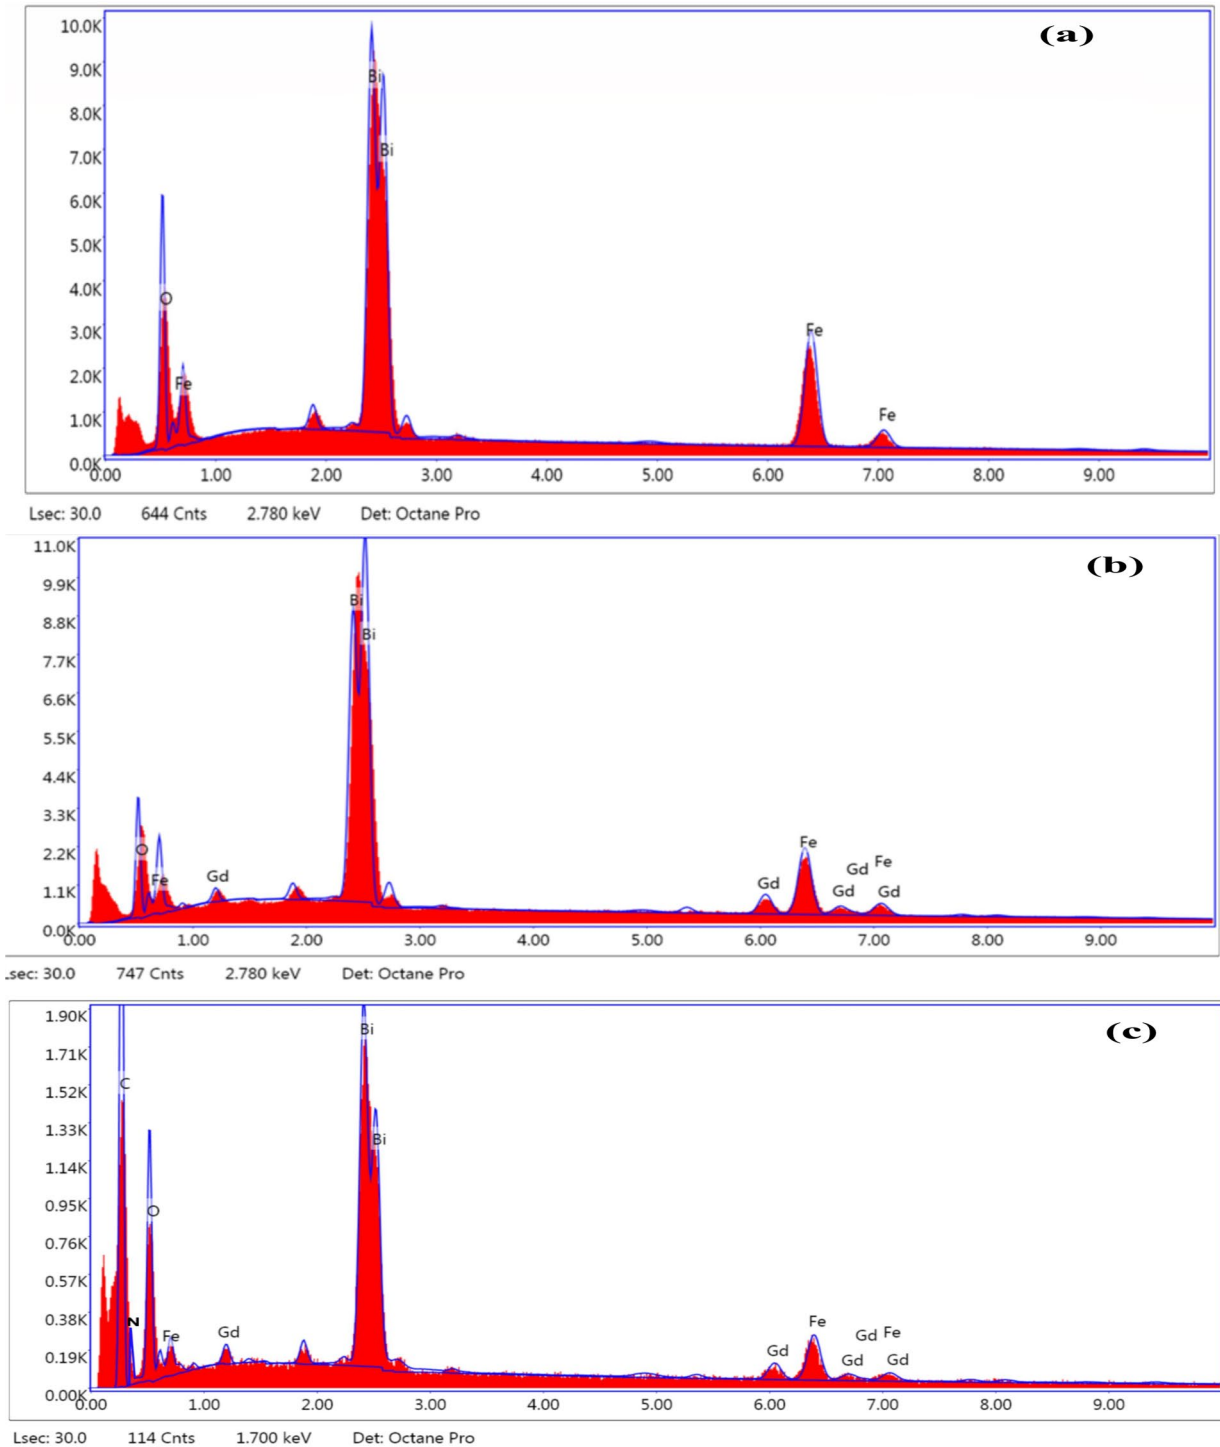 (a)
10.0K
9.0K
8.0K
7.0K
6.0K
5.0K
4.0K
3.0K
2.0K
1.0K
0.0K
Bi
Bi
O
Fe
Fe
Fe
0.00 1.00 2.00 3.00 4.00 5.00 6.00 7.00 8.00 9.00
Lsec: 30.0 644 Cnts 2.780 keV Det: Octane Pro
(b)
11.0K
9.9K
8.8K
7.7K
6.6K
5.5K
4.4K
3.3K
2.2K
1.1K
0.0K
Bi
Bi
O
Fe
Gd
Gd
Fe
Gd
Gd
Fe
Gd
0.00 1.00 2.00 3.00 4.00 5.00 6.00 7.00 8.00 9.00
.sec: 30.0 747 Cnts 2.780 keV Det: Octane Pro
(c)
1.90K
1.71K
1.52K
1.33K
1.14K
0.95K
0.76K
0.57K
0.38K
0.19K
0.00K
Bi
C
Bi
O
N
Fe
Gd
Gd
Fe
Gd
Gd
Fe
Gd
0.00 1.00 2.00 3.00 4.00 5.00 6.00 7.00 8.00 9.00
Lsec: 30.0 114 Cnts 1.700 keV Det: Octane Pro